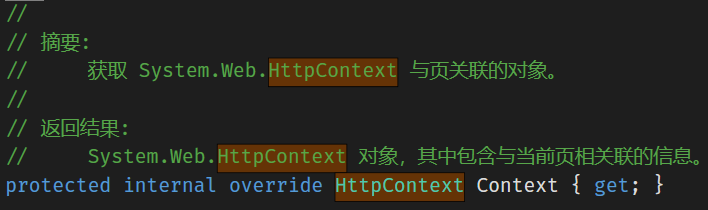 //
// 摘要:
//     获取 System.Web.HttpContext 与页关联的对象。
//
// 返回结果:
//     System.Web.HttpContext 对象，其中包含与当前页相关联的信息。
protected internal override HttpContext Context { get; }